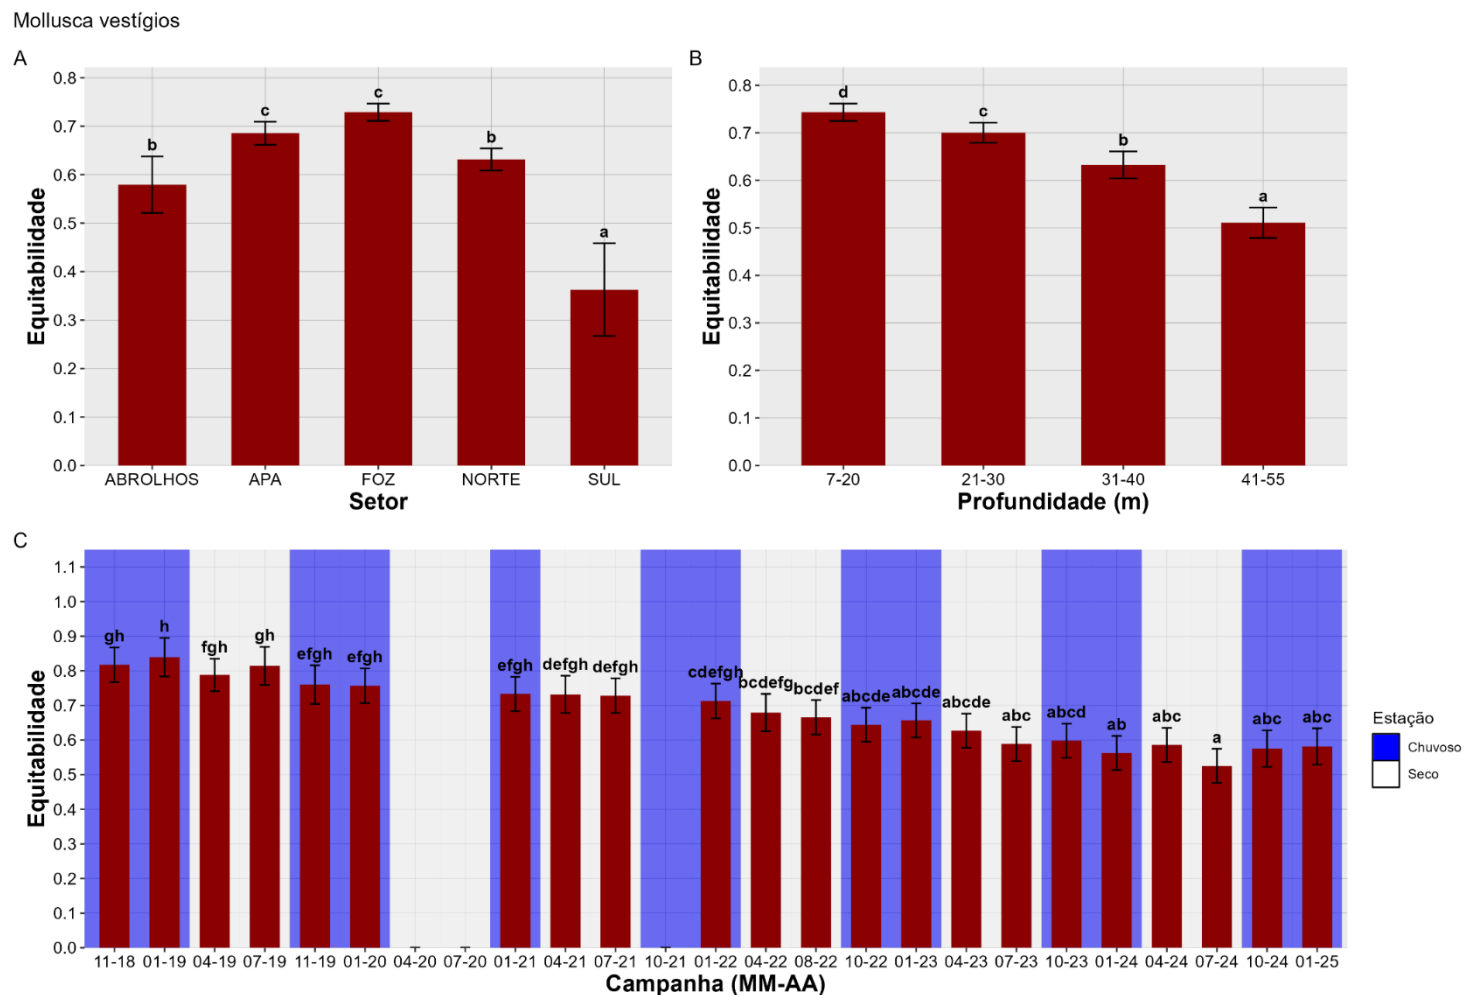 Mollusca vestígios
A
Equitabilidade
0.8
0.7
0.6
0.5
0.4
0.3
0.2
0.1
0.0
b
c
c
b
a
ABROLHOS APA FOZ NORTE SUL
Setor
B
Equitabilidade
0.8
0.7
0.6
0.5
0.4
0.3
0.2
0.1
0.0
d
c
b
a
7-20 21-30 31-40 41-55
Profundidade (m)
C
Equitabilidade
1.1
1.0
0.9
0.8
0.7
0.6
0.5
0.4
0.3
0.2
0.1
0.0
gh h fgh gh efgh efgh efgh defgh defgh cdefgh bcdefg bcdef abcde abcde abcde abc abcd ab abc a abc abc
11-18 01-19 04-19 07-19 11-19 01-20 04-20 07-20 01-21 04-21 07-21 10-21 01-22 04-22 08-22 10-22 01-23 04-23 07-23 10-23 01-24 04-24 07-24 10-24 01-25
Campanha (MM-AA)
Estação
Chuvoso
Seco